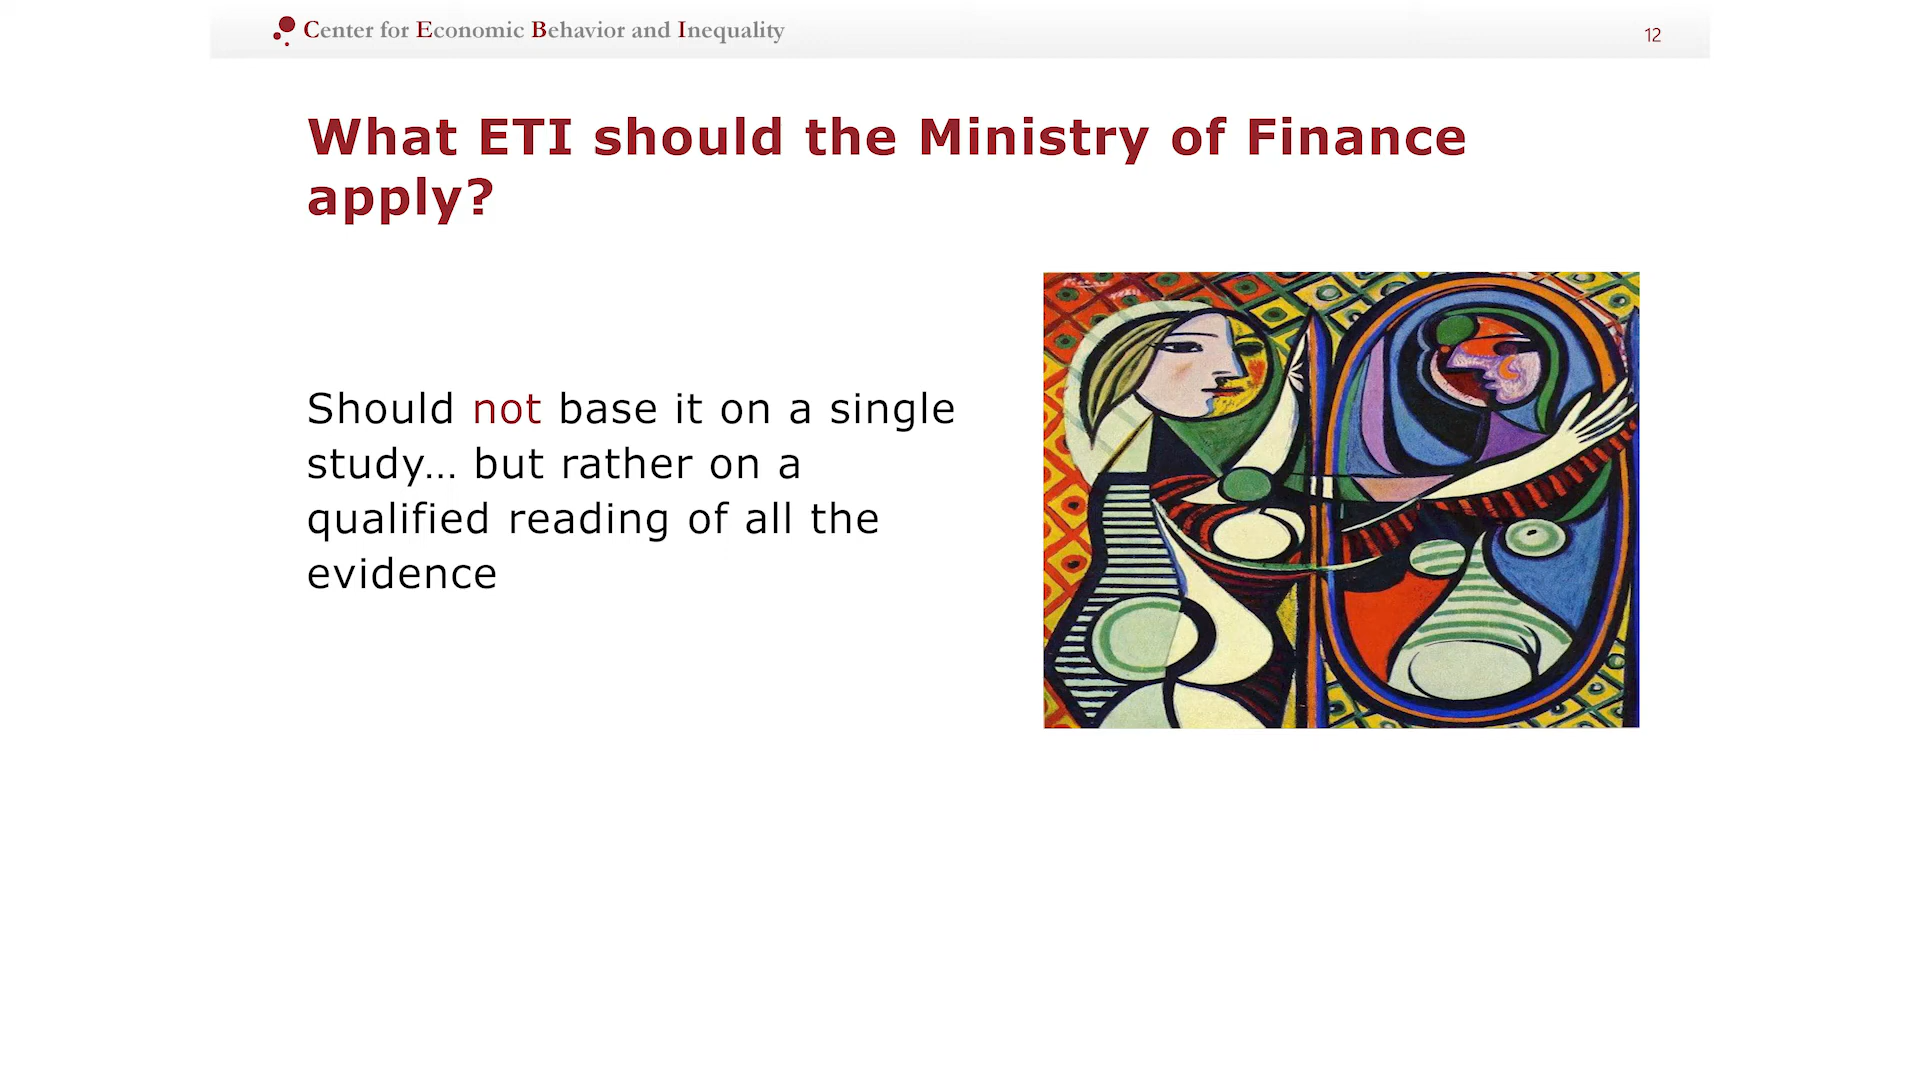 Center for Economic Behavior and Inequality
12
What ETI should the Ministry of Finance
apply?
Should not base it on a single
study… but rather on a
qualified reading of all the
evidence